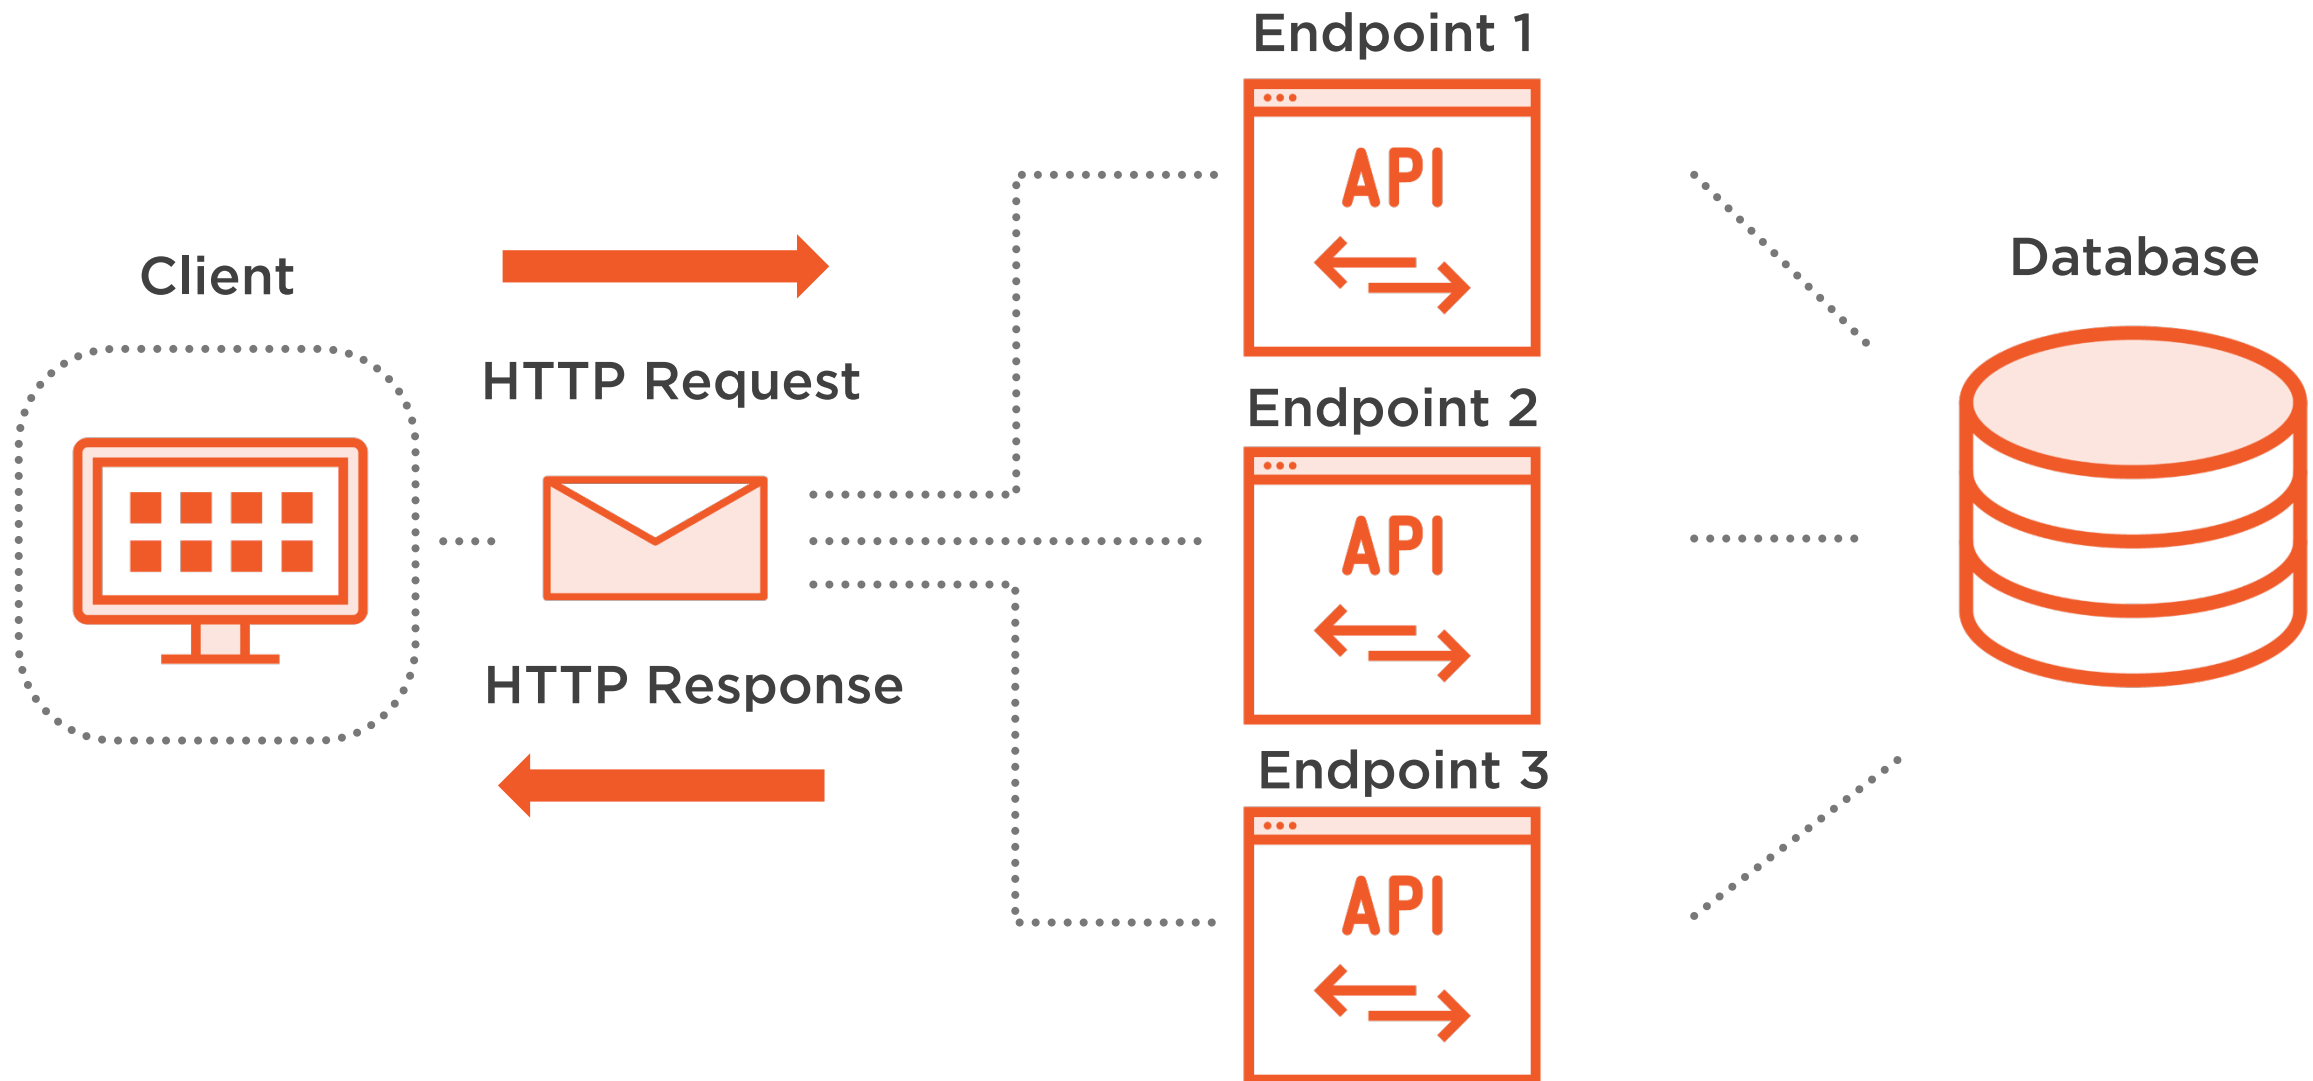 Client
HTTP Request
HTTP Response
Endpoint 1
API
Endpoint 2
API
Endpoint 3
API
Database